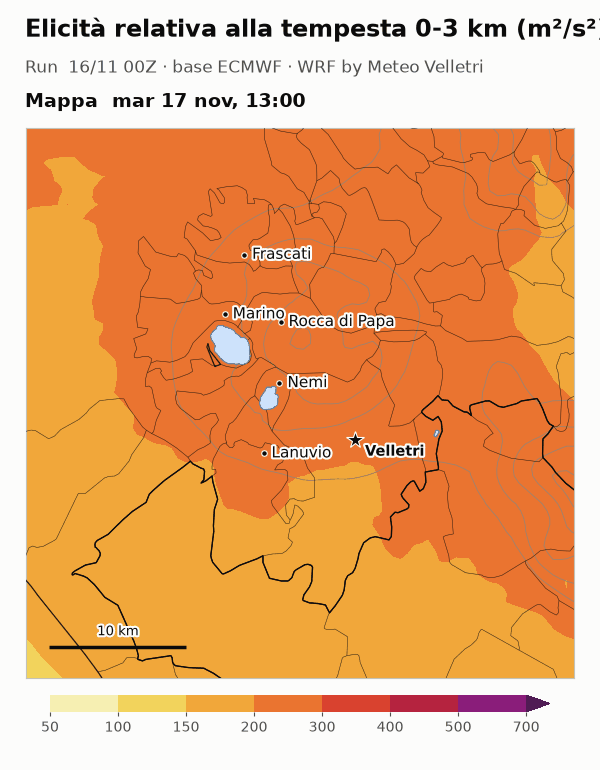 Elicità relativa alla tempesta 0-3 km (m²/s²)
Run 16/11 00Z · base ECMWF · WRF by Meteo Velletri
Mappa mar 17 nov, 13:00
Frascati
Marino
Rocca di Papa
Nemi
Velletri
Lanuvio
10 km
50 100 150 200 300 400 500 700